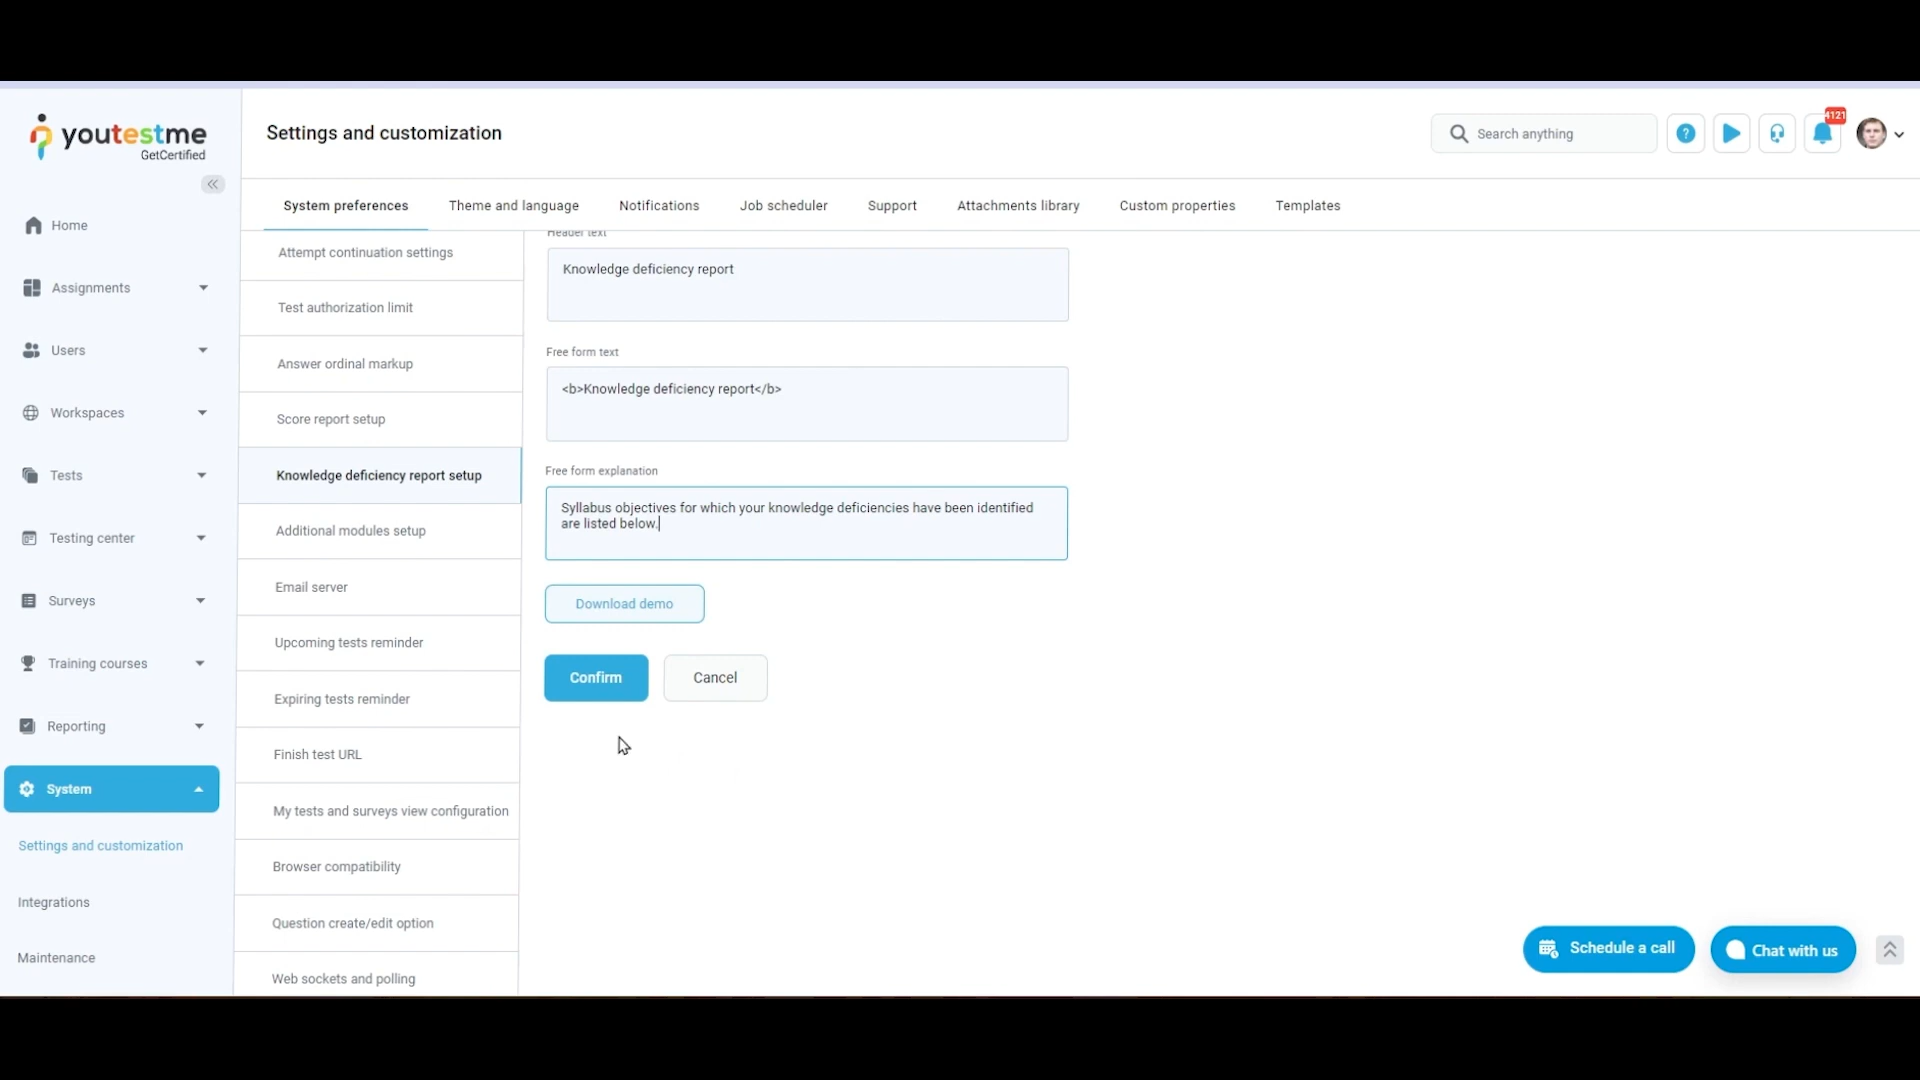 youtestme
GetCertified
Settings and customization
Search anything
?
4121
Home
Assignments
Users
Workspaces
Tests
Testing center
Surveys
Training courses
Reporting
System
Settings and customization
Integrations
Maintenance
System preferences
Theme and language
Notifications
Job scheduler
Support
Attachments library
Custom properties
Templates
Attempt continuation settings
Test authorization limit
Answer ordinal markup
Score report setup
Knowledge deficiency report setup
Additional modules setup
Email server
Upcoming tests reminder
Expiring tests reminder
Finish test URL
My tests and surveys view configuration
Browser compatibility
Question create/edit option
Web sockets and polling
Header text
Knowledge deficiency report
Free form text
<b>Knowledge deficiency report</b>
Free form explanation
Syllabus objectives for which your knowledge deficiencies have been identified
are listed below.
Download demo
Confirm
Cancel
Schedule a call
Chat with us